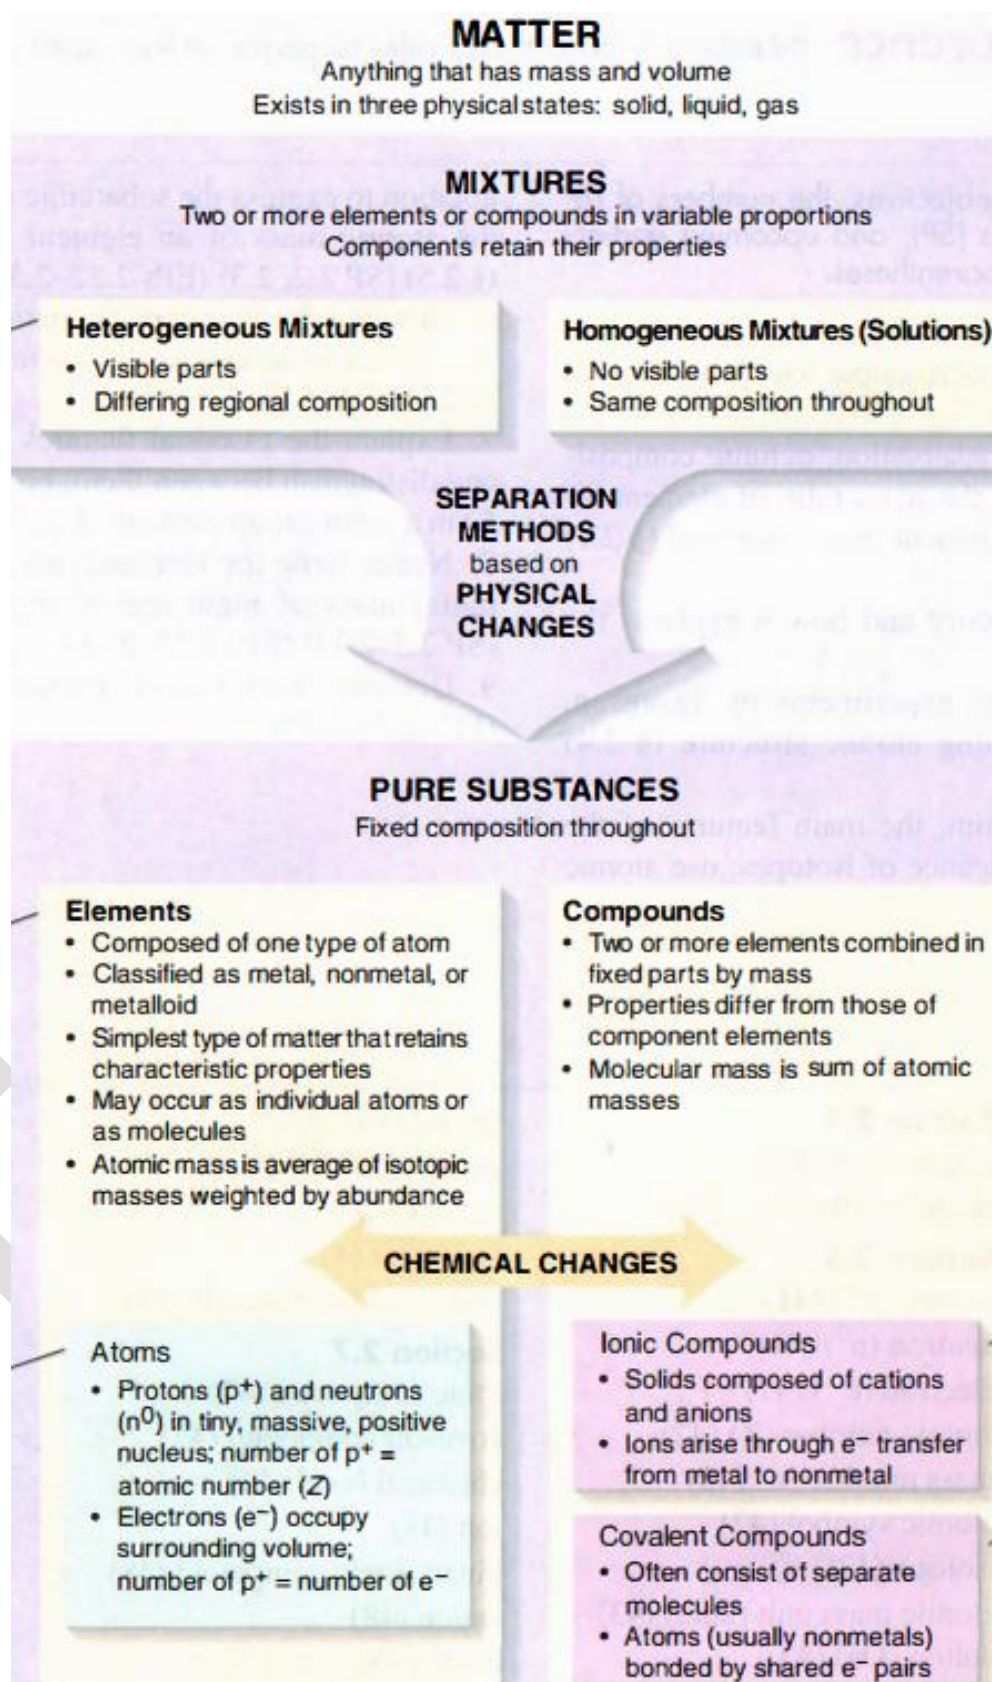 MATTER
Anything that has mass and volume
Exists in three physical states: solid, liquid, gas
MIXTURES
Two or more elements or compounds in variable proportions
Components retain their properties
Heterogeneous Mixtures
• Visible parts
• Differing regional composition
Homogeneous Mixtures (Solutions)
• No visible parts
• Same composition throughout
SEPARATION
METHODS
based on
PHYSICAL
CHANGES
PURE SUBSTANCES
Fixed composition throughout
Elements
• Composed of one type of atom
• Classified as metal, nonmetal, or
metalloid
• Simplest type of matter that retains
characteristic properties
• May occur as individual atoms or
as molecules
• Atomic mass is average of isotopic
masses weighted by abundance
Compounds
• Two or more elements combined in
fixed parts by mass
• Properties differ from those of
component elements
• Molecular mass is sum of atomic
masses
CHEMICAL CHANGES
Atoms
• Protons (p⁺) and neutrons
(n⁰) in tiny, massive, positive
nucleus; number of p⁺ =
atomic number (Z)
• Electrons (e⁻) occupy
surrounding volume;
number of p⁺ = number of e⁻
Ionic Compounds
• Solids composed of cations
and anions
• Ions arise through e⁻ transfer
from metal to nonmetal
Covalent Compounds
• Often consist of separate
molecules
• Atoms (usually nonmetals)
bonded by shared e⁻ pairs